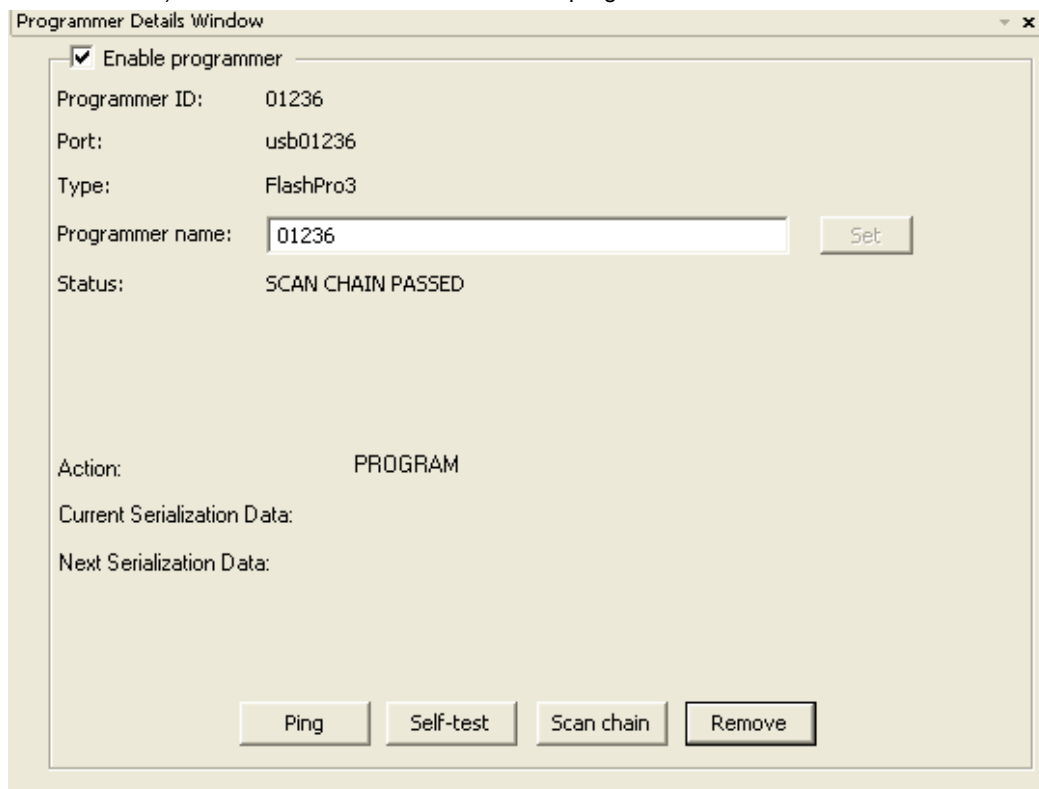 Programmer Details Window
Enable programmer
Programmer ID: 01236
Port: usb01236
Type: FlashPro3
Programmer name: 01236 Set
Status: SCAN CHAIN PASSED
Action: PROGRAM
Current Serialization Data:
Next Serialization Data:
Ping Self-test Scan chain Remove